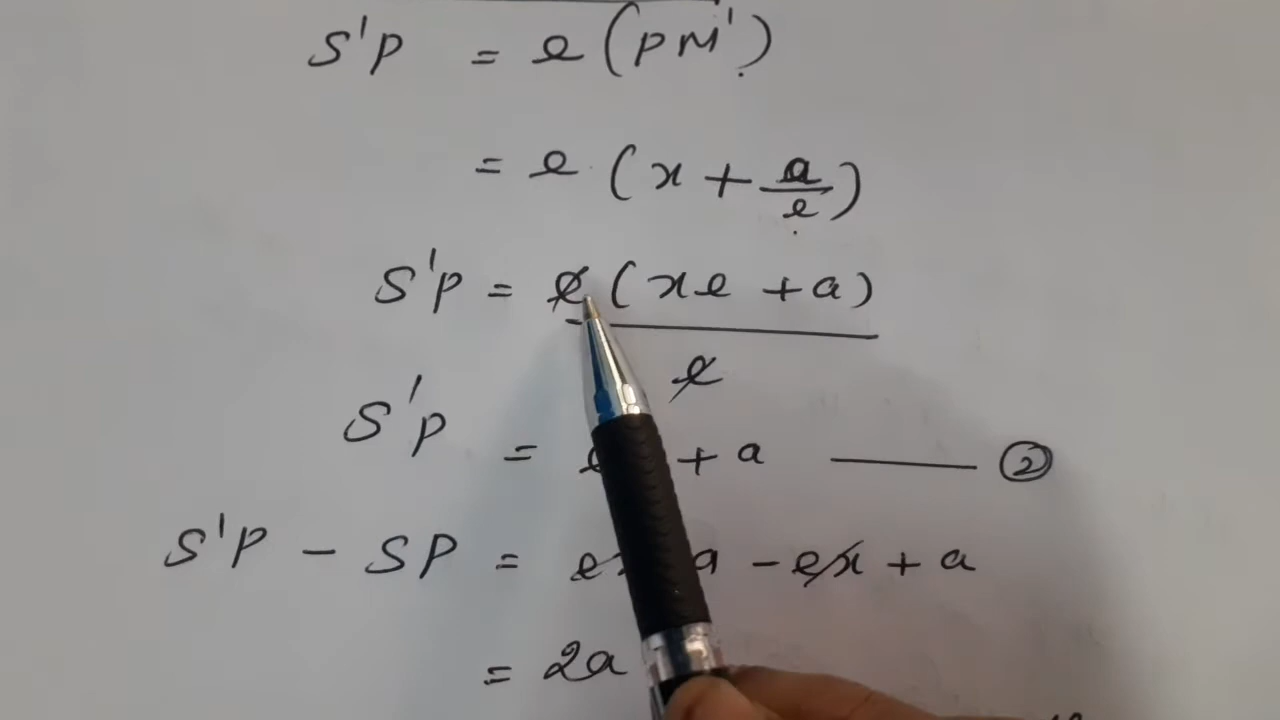 S'P = e(PM')
= e(x + a/e)
S'P = e(xe + a)
e
S'P
= + a —— ②
S'P - SP = e a - ex + a
= 2a